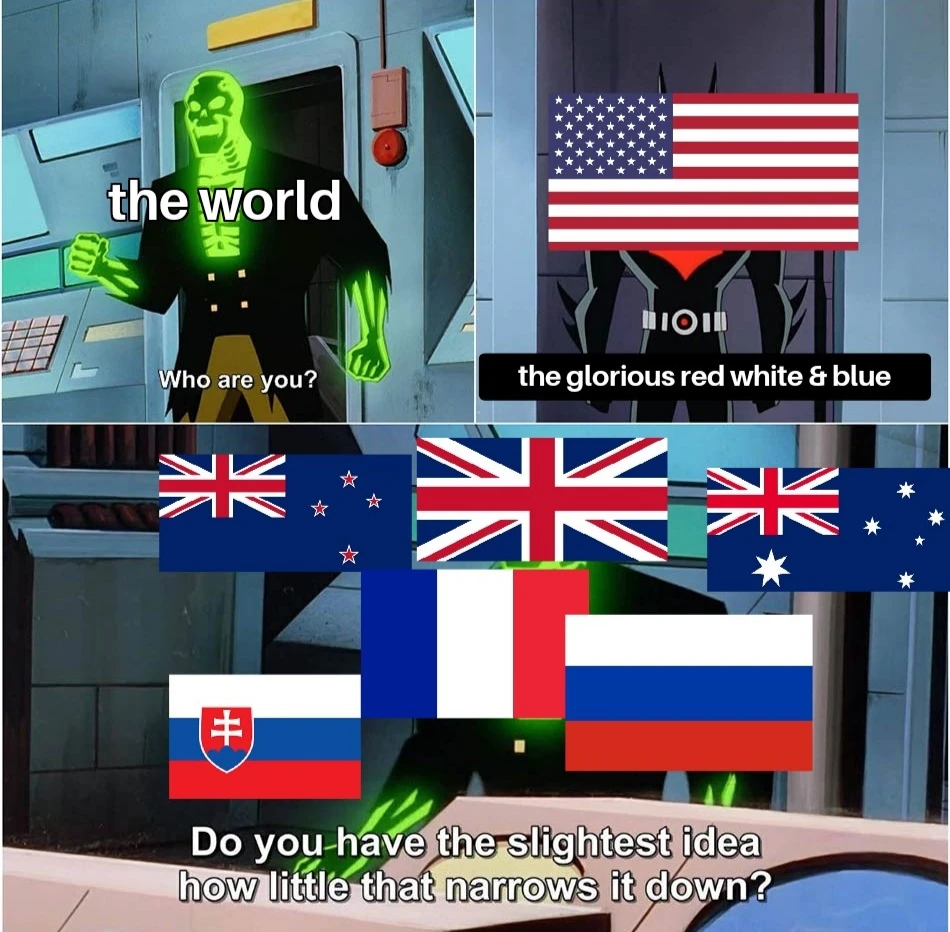 the world
Who are you?
the glorious red white & blue
Do you have the slightest idea
how little that narrows it down?